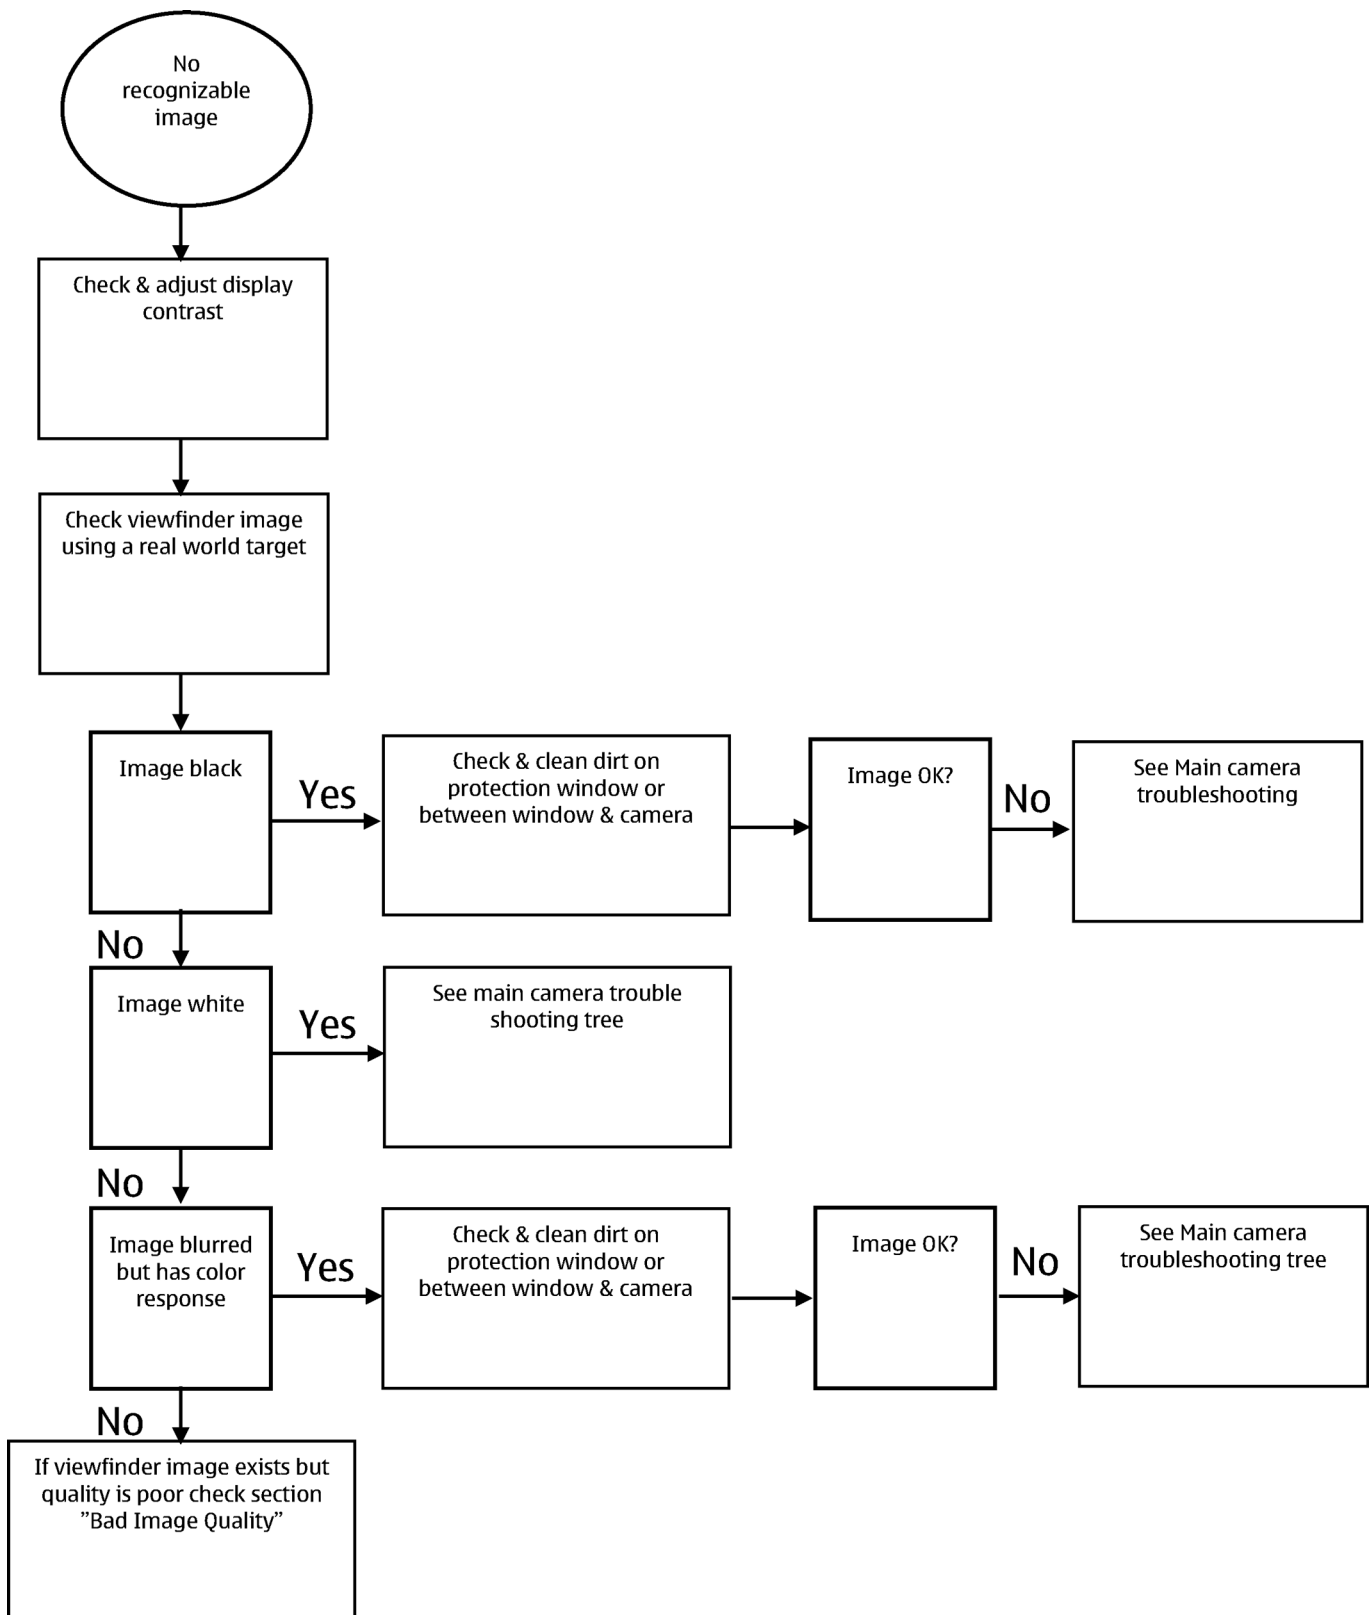 No
recognizable
image
Check & adjust display
contrast
Check viewfinder image
using a real world target
Image black
Yes
Check & clean dirt on
protection window or
between window & camera
Image OK?
No
See Main camera
troubleshooting
No
Image white
Yes
See main camera trouble
shooting tree
No
Image blurred
but has color
response
Yes
Check & clean dirt on
protection window or
between window & camera
Image OK?
No
See Main camera
troubleshooting tree
No
If viewfinder image exists but
quality is poor check section
”Bad Image Quality”